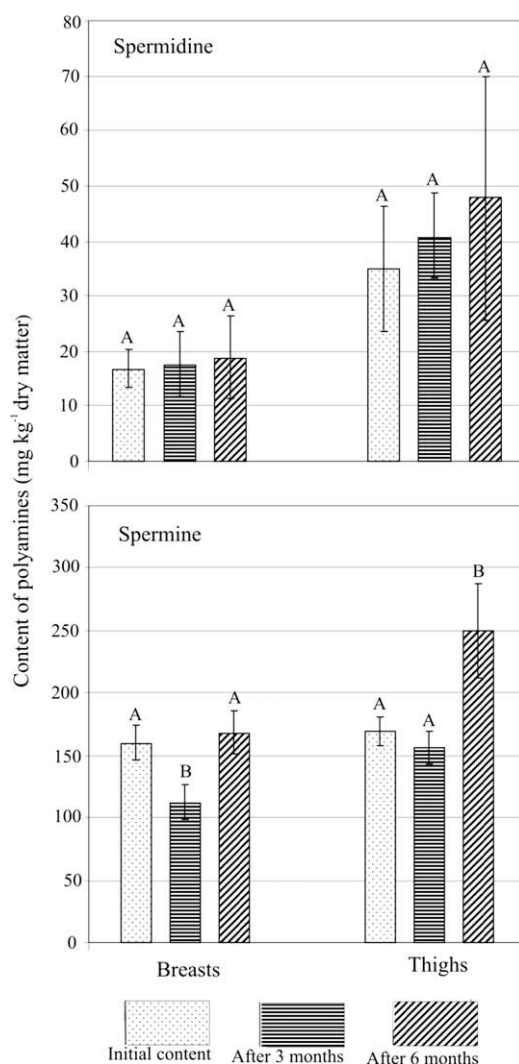 80
Spermidine
70
A
60
50
A
A
40
30
A
A
A
20
10
0
Content of polyamines (mg kg⁻¹ dry matter)
350
Spermine
300
B
250
200
A
A
A
A
150
B
100
50
0
Breasts Thighs
Initial content After 3 months After 6 months